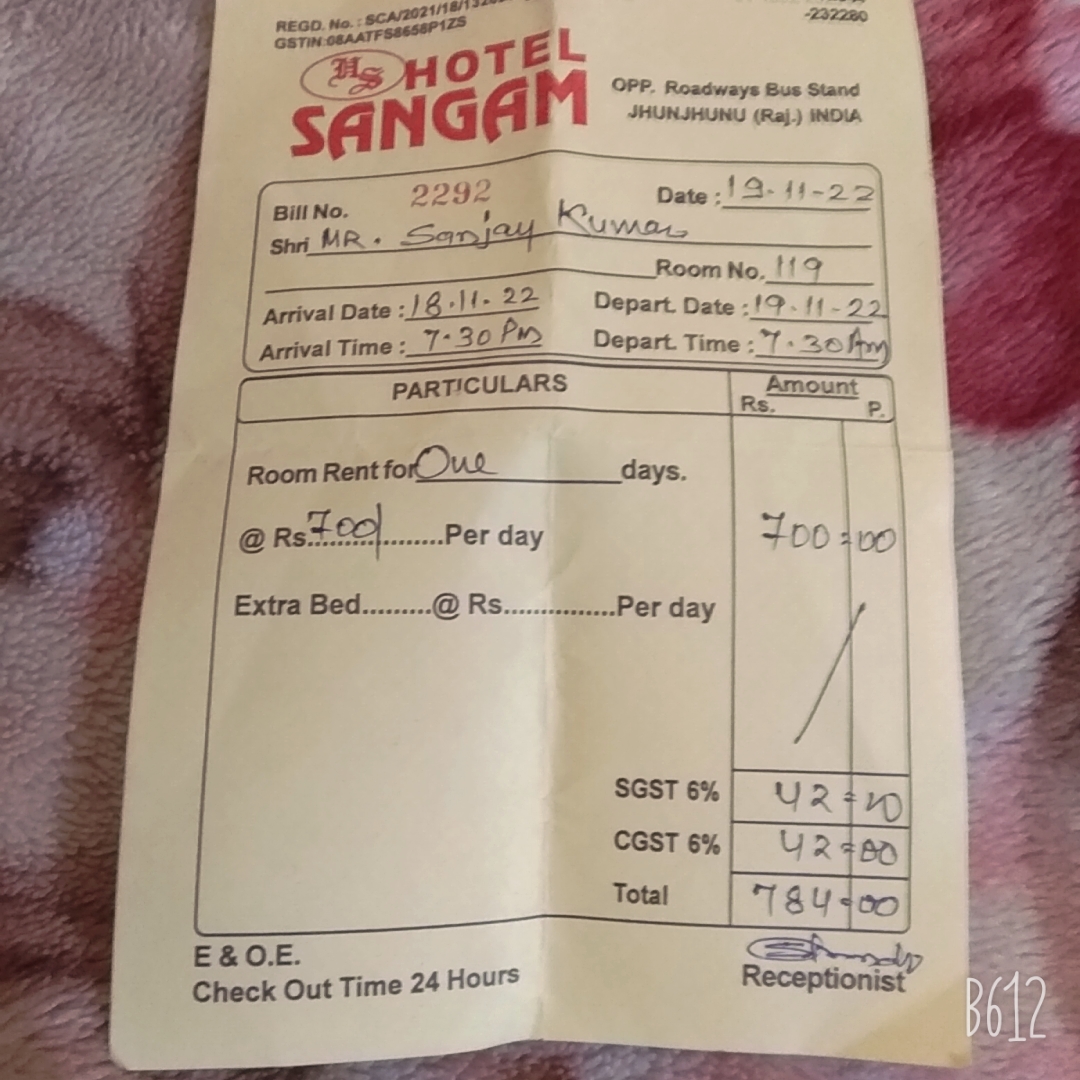 REGD. No. : SCA/2021/18/
-232280
GSTIN:08AATFS8658P1ZS
HS HOTEL
SANGAM
OPP. Roadways Bus Stand
JHUNJHUNU (Raj.) INDIA
Bill No. 2292 Date : 19-11-22
Shri MR. Sanjay Kumar
Room No. 119
Arrival Date : 18.11.22 Depart. Date : 19-11-22
Arrival Time : 7.30 PM Depart. Time : 7.30 Am
PARTICULARS Amount
Rs. P.
Room Rent for One days.
@ Rs. 700/ Per day 700=00
Extra Bed.........@ Rs...............Per day
SGST 6% 42=00
CGST 6% 42=00
Total 784=00
E & O.E.
Check Out Time 24 Hours
Receptionist
B612